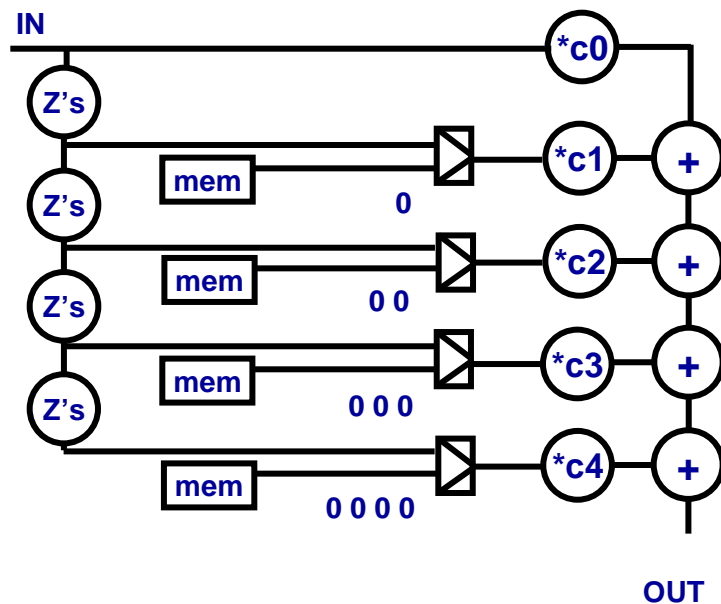 IN
*c0
Z's
*c1
+
mem
0
Z's
*c2
+
mem
0 0
Z's
*c3
+
mem
0 0 0
Z's
*c4
+
mem
0 0 0 0
OUT